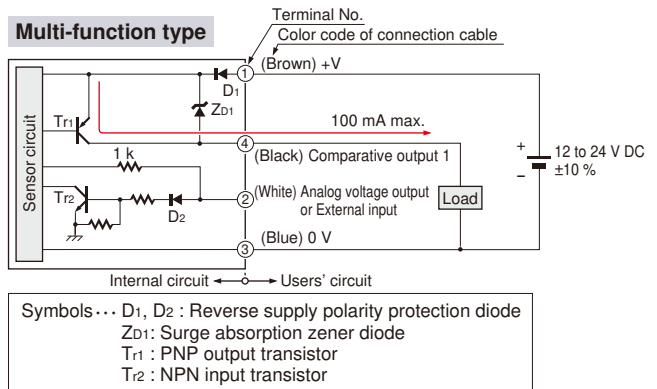 Multi-function type
Terminal No.
Color code of connection cable
(Brown) +V
1
D1
ZD1
Tr1
100 mA max.
Sensor circuit
4
(Black) Comparative output 1
+
−
12 to 24 V DC
±10 %
1 k
Tr2
D2
2
(White) Analog voltage output
or External input
Load
3
(Blue) 0 V
Internal circuit
Users' circuit
Symbols ··· D1, D2 : Reverse supply polarity protection diode
ZD1: Surge absorption zener diode
Tr1 : PNP output transistor
Tr2 : NPN input transistor